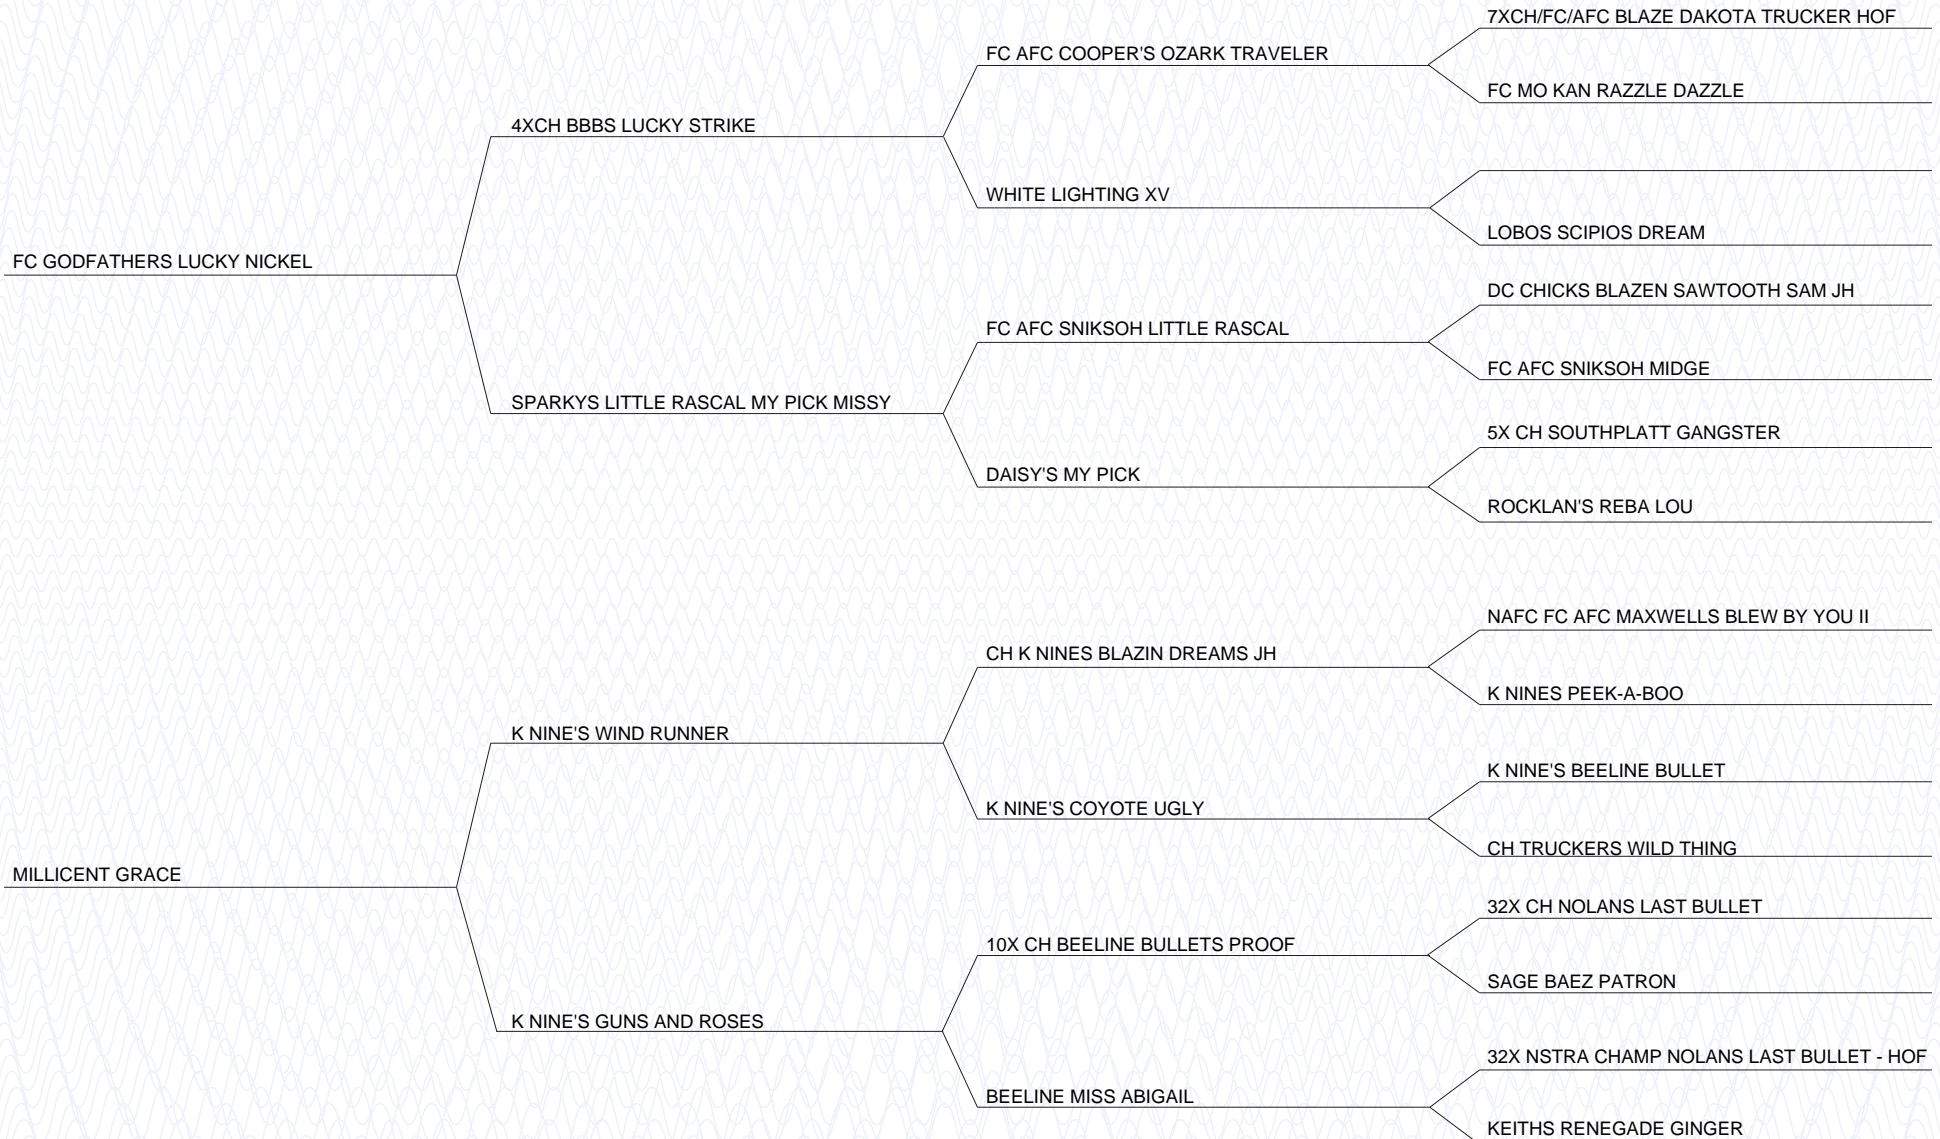 7XCH/FC/AFC BLAZE DAKOTA TRUCKER HOF
FC AFC COOPER'S OZARK TRAVELER
FC MO KAN RAZZLE DAZZLE
4XCH BBBS LUCKY STRIKE
WHITE LIGHTING XV
LOBOS SCIPIOS DREAM
FC GODFATHERS LUCKY NICKEL
DC CHICKS BLAZEN SAWTOOTH SAM JH
FC AFC SNIKSOH LITTLE RASCAL
FC AFC SNIKSOH MIDGE
SPARKYS LITTLE RASCAL MY PICK MISSY
5X CH SOUTHPLATT GANGSTER
DAISY'S MY PICK
ROCKLAN'S REBA LOU
NAFC FC AFC MAXWELLS BLEW BY YOU II
CH K NINES BLAZIN DREAMS JH
K NINES PEEK-A-BOO
K NINE'S WIND RUNNER
K NINE'S BEELINE BULLET
K NINE'S COYOTE UGLY
CH TRUCKERS WILD THING
MILLICENT GRACE
32X CH NOLANS LAST BULLET
10X CH BEELINE BULLETS PROOF
SAGE BAEZ PATRON
K NINE'S GUNS AND ROSES
32X NSTRA CHAMP NOLANS LAST BULLET - HOF
BEELINE MISS ABIGAIL
KEITHS RENEGADE GINGER